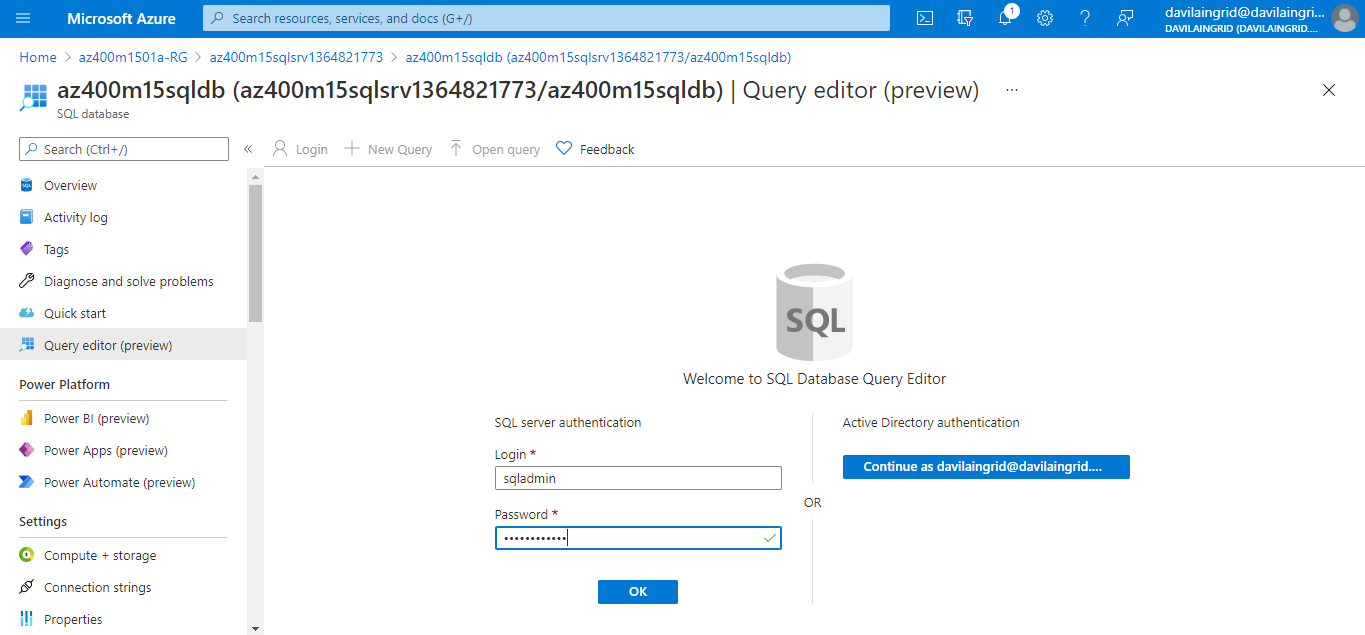 Microsoft Azure
Search resources, services, and docs (G+/)
1
davilaingrid@davilaingri...
DAVILAINGRID (DAVILAINGRID....
Home > az400m1501a-RG > az400m15sqlsrv1364821773 > az400m15sqldb (az400m15sqlsrv1364821773/az400m15sqldb)
az400m15sqldb (az400m15sqlsrv1364821773/az400m15sqldb) | Query editor (preview) ...
SQL database
Search (Ctrl+/)
«
Login
New Query
Open query
Feedback
SQL
Overview
Activity log
Tags
Diagnose and solve problems
Quick start
Query editor (preview)
Power Platform
Power BI (preview)
Power Apps (preview)
Power Automate (preview)
Settings
Compute + storage
Connection strings
Properties
SQL
Welcome to SQL Database Query Editor
SQL server authentication
Login *
sqladmin
Password *
••••••••••••
OK
OR
Active Directory authentication
Continue as davilaingrid@davilaingrid....